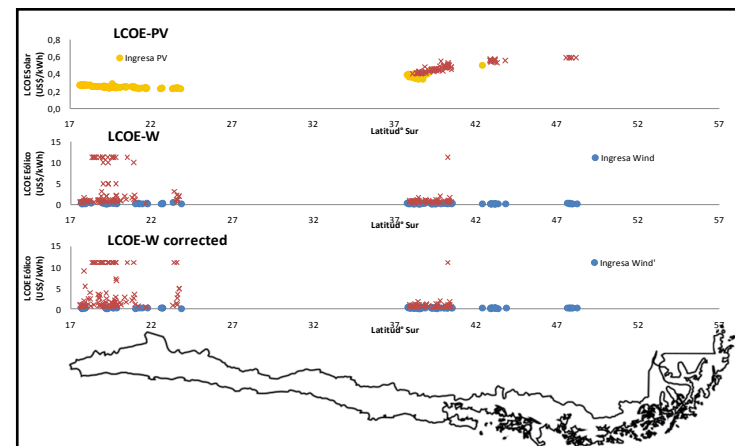 LCOE-PV
LCOE Solar
(US$/kWh)
0,8
0,6
0,4
0,2
0,0
Ingresa PV
17 22 27 32 37 42 47 52 57
Latitud° Sur
LCOE-W
LCOE Eólico
(US$/kWh)
15
10
5
0
Ingresa Wind
17 22 27 32 37 42 47 52 57
Latitud° Sur
LCOE-W corrected
LCOE Eólico
(US$/kWh)
15
10
5
0
Ingresa Wind'
17 22 27 32 37 42 47 52 57
Latitud° Sur